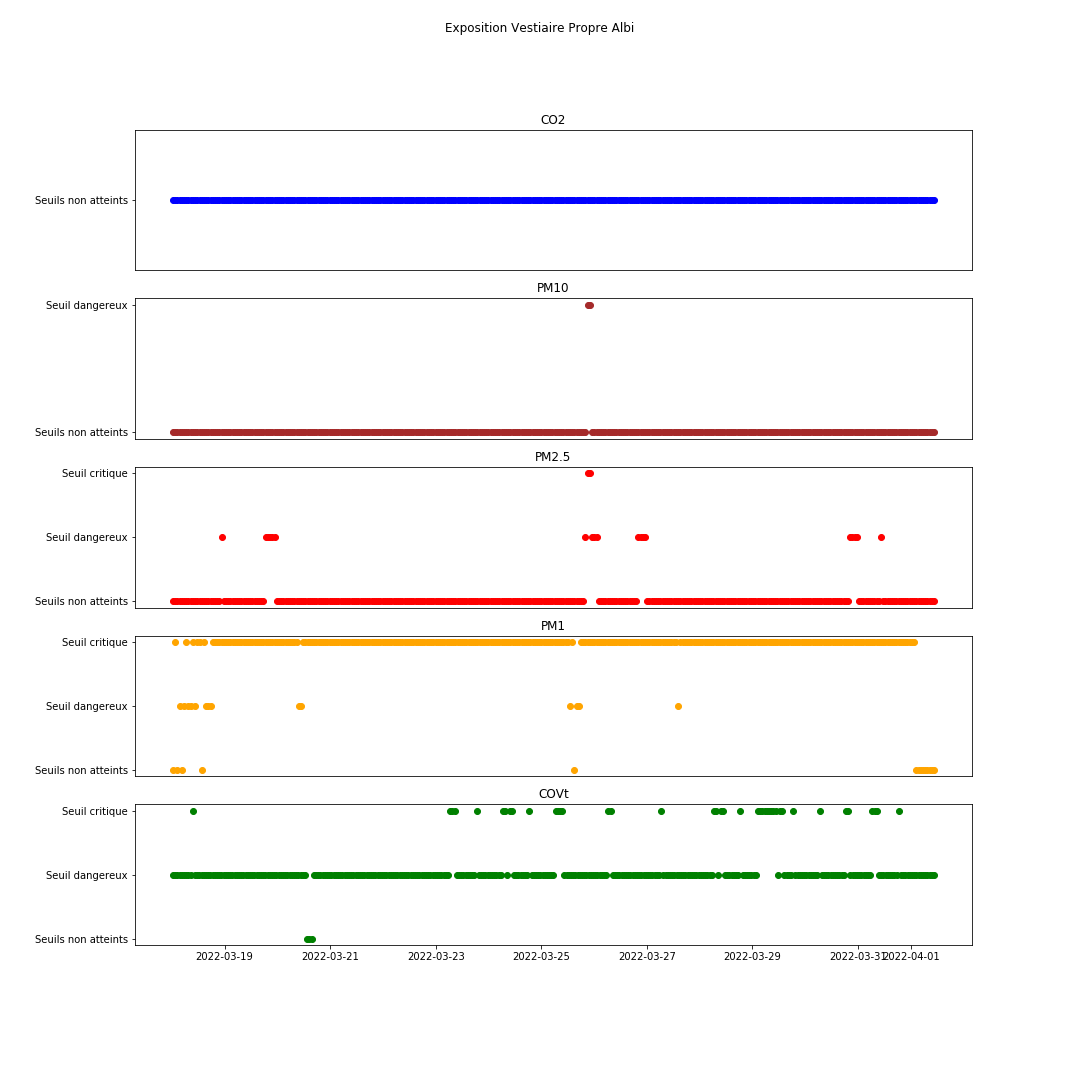 Exposition Vestiaire Propre Albi
CO2
Seuils non atteints
PM10
Seuil dangereux
Seuils non atteints
PM2.5
Seuil critique
Seuil dangereux
Seuils non atteints
PM1
Seuil critique
Seuil dangereux
Seuils non atteints
COVt
Seuil critique
Seuil dangereux
Seuils non atteints
2022-03-19 2022-03-21 2022-03-23 2022-03-25 2022-03-27 2022-03-29 2022-03-31 2022-04-01